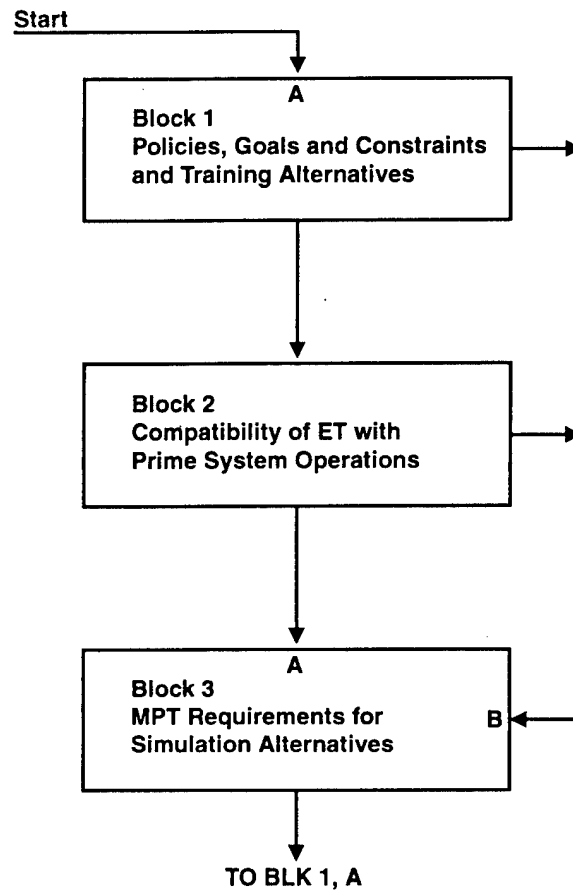 Start
A
Block 1
Policies, Goals and Constraints
and Training Alternatives
Block 2
Compatibility of ET with
Prime System Operations
A
Block 3
MPT Requirements for
Simulation Alternatives
B
TO BLK 1, A